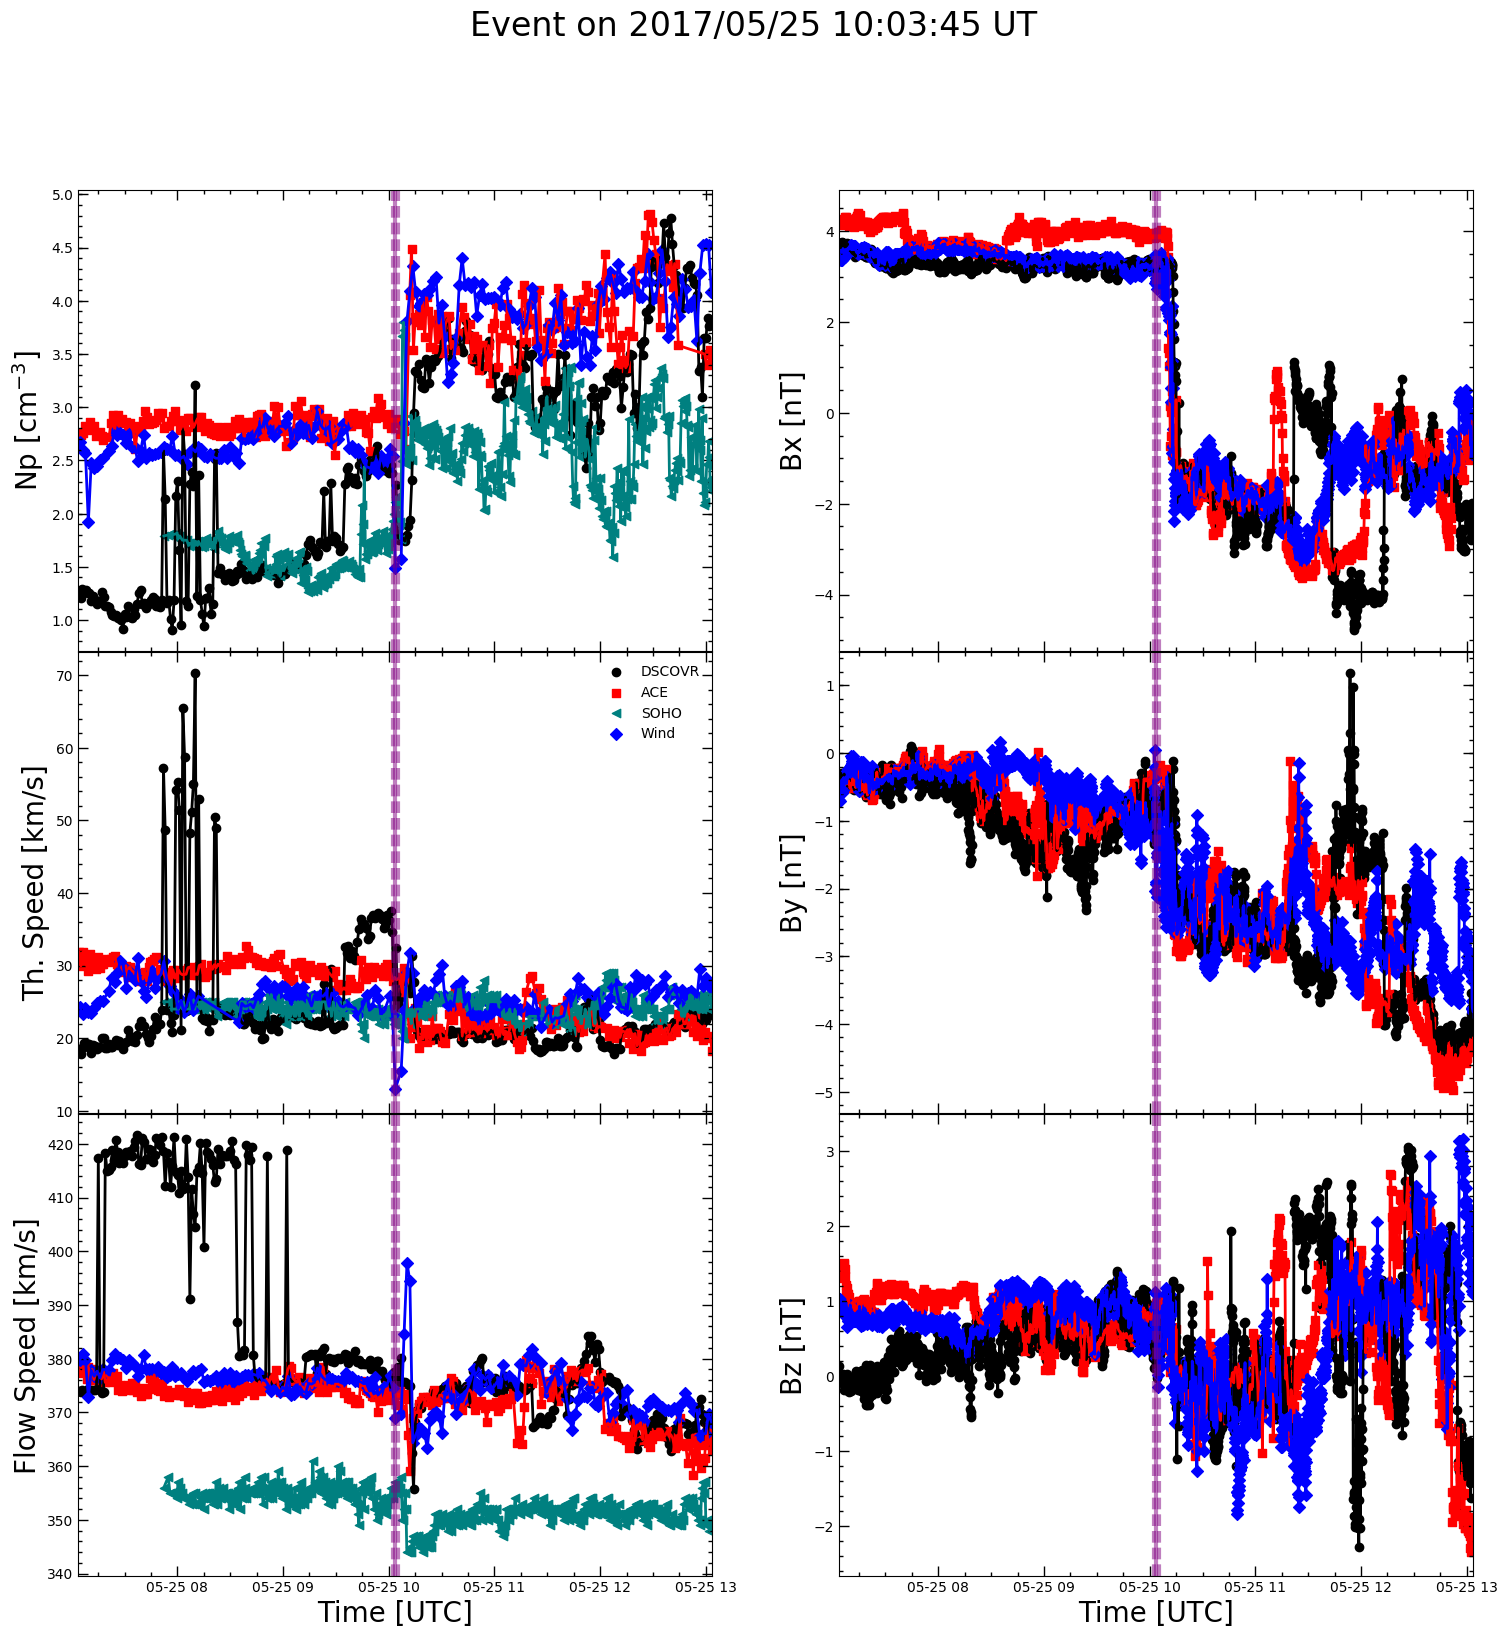 Event on 2017/05/25 10:03:45 UT
Np [cm⁻³]
5.0
4.5
4.0
3.5
3.0
2.5
2.0
1.5
1.0
Bx [nT]
4
2
0
−2
−4
Th. Speed [km/s]
70
60
50
40
30
20
10
DSCOVR
ACE
SOHO
Wind
By [nT]
1
0
−1
−2
−3
−4
−5
Flow Speed [km/s]
420
410
400
390
380
370
360
350
340
05-25 08 05-25 09 05-25 10 05-25 11 05-25 12 05-25 13
Time [UTC]
Bz [nT]
3
2
1
0
−1
−2
05-25 08 05-25 09 05-25 10 05-25 11 05-25 12 05-25 13
Time [UTC]